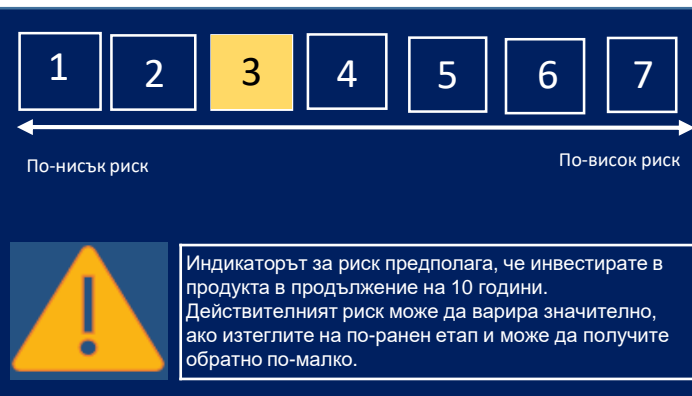 1 2 3 4 5 6 7
По-нисък риск По-висок риск
Индикаторът за риск предполага, че инвестирате в
продукта в продължение на 10 години.
Действителният риск може да варира значително,
ако изтеглите на по-ранен етап и може да получите
обратно по-малко.